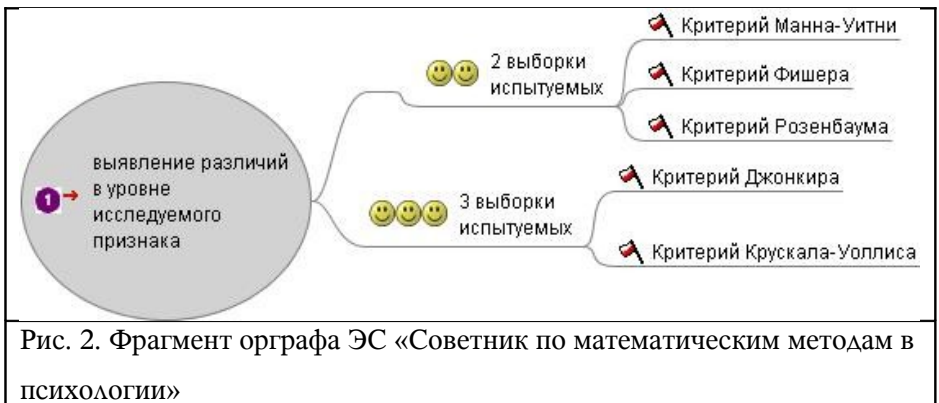 1
выявление различий
в уровне
исследуемого
признака
2 выборки
испытуемых
Критерий Манна-Уитни
Критерий Фишера
Критерий Розенбаума
3 выборки
испытуемых
Критерий Джонкира
Критерий Крускала-Уоллиса
Рис. 2. Фрагмент орграфа ЭС «Советник по математическим методам в
психологии»